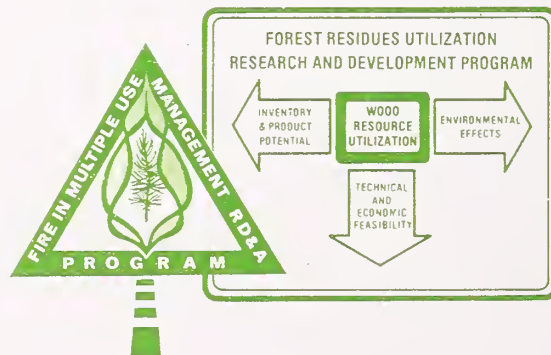 FIRE IN MULTIPLE USE MANAGEMENT RD&A
PROGRAM
FOREST RESIDUES UTILIZATION
RESEARCH AND DEVELOPMENT PROGRAM
INVENTORY
& PRODUCT
POTENTIAL
WOOD
RESOURCE
UTILIZATION
ENVIRONMENTAL
EFFECTS
TECHNICAL
AND
ECONOMIC
FEASIBILITY